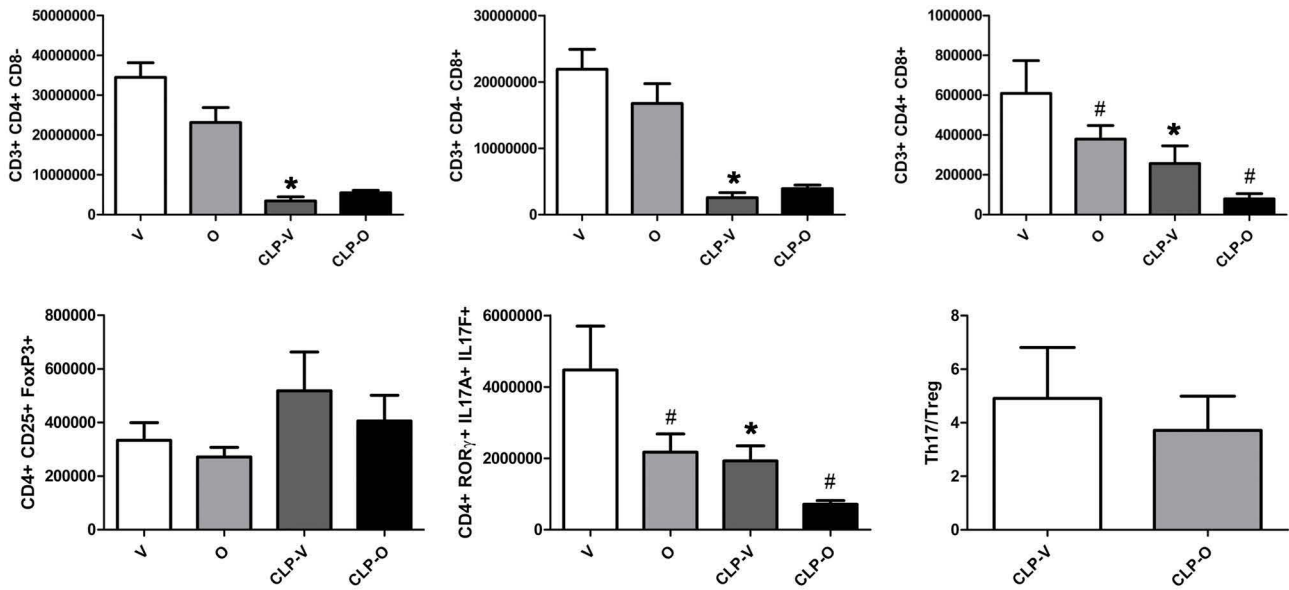 CD3+ CD4+ CD8-
50000000
40000000
30000000
20000000
10000000
0
*
V
O
CLP-V
CLP-O
CD3+ CD4- CD8+
30000000
20000000
10000000
0
*
V
O
CLP-V
CLP-O
CD3+ CD4+ CD8+
1000000
800000
600000
400000
200000
0
#
*
#
V
O
CLP-V
CLP-O
CD4+ CD25+ FoxP3+
800000
600000
400000
200000
0
V
O
CLP-V
CLP-O
CD4+ RORγ+ IL17A+ IL17F+
6000000
4000000
2000000
0
#
*
#
V
O
CLP-V
CLP-O
Th17/Treg
8
6
4
2
0
CLP-V
CLP-O